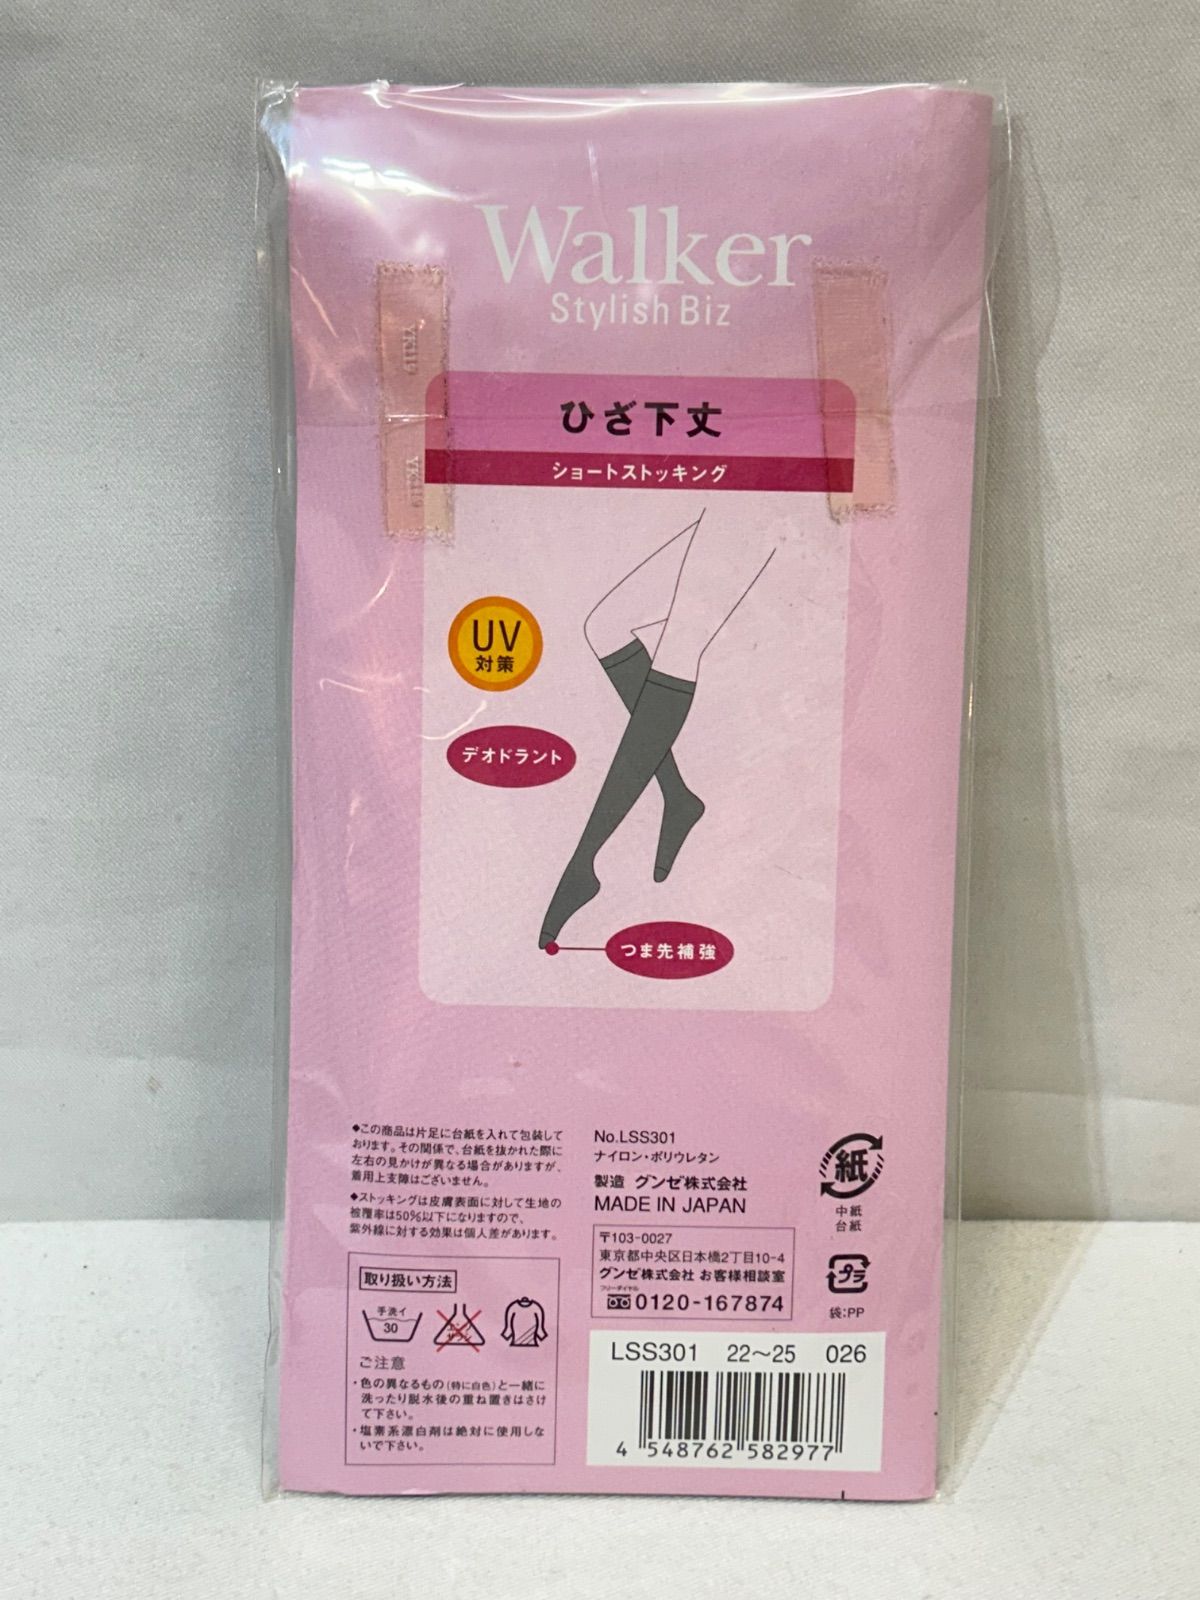 Walker
Stylish Biz
YK119
YK119
ひざ下丈
ショートストッキング
UV
対策
デオドラント
つま先補強
◆この商品は片足に台紙を入れて包装して
おります。その関係で、台紙を抜かれた際に
左右の見かけが異なる場合がありますが、
着用上支障はございません。
◆ストッキングは皮膚表面に対して生地の
被覆率は50%以下になりますので、
紫外線に対する効果は個人差があります。
取り扱い方法
手洗イ
30
エンソ
サラシ
ご注意
・色の異なるもの(特に白色)と一緒に
洗ったり脱水後の重ね置きはさけ
て下さい。
・塩素系漂白剤は絶対に使用しな
いで下さい。
No.LSS301
ナイロン・ポリウレタン
製造 グンゼ株式会社
MADE IN JAPAN
〒103-0027
東京都中央区日本橋2丁目10-4
グンゼ株式会社 お客様相談室
フリーダイヤル
0120-167874
紙
中紙
台紙
プラ
袋:PP
LSS301 22〜25 026
4 548762 582977